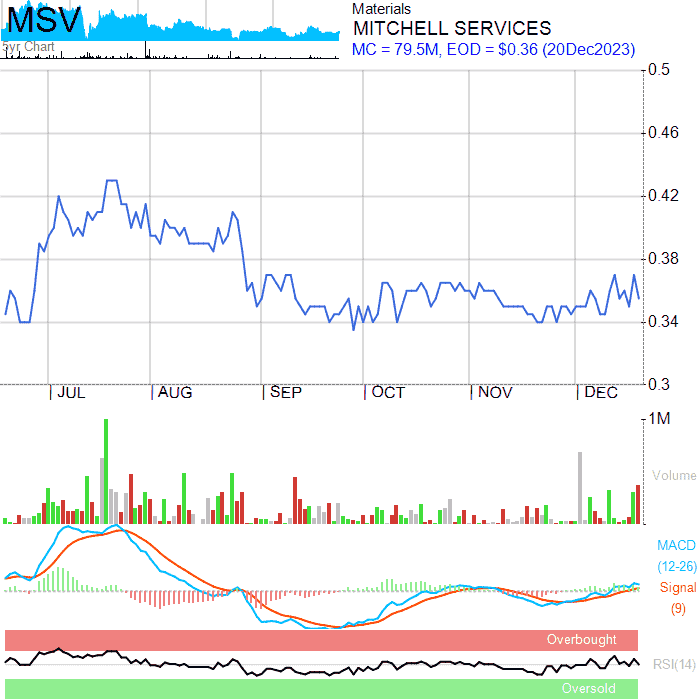 MSV
5yr Chart
Materials
MITCHELL SERVICES
MC = 79.5M, EOD = $0.36 (20Dec2023)
0.5
0.46
0.42
0.38
0.34
0.3
JUL AUG SEP OCT NOV DEC
1M
Volume
MACD
(12-26)
Signal
(9)
Overbought
RSI(14)
Oversold